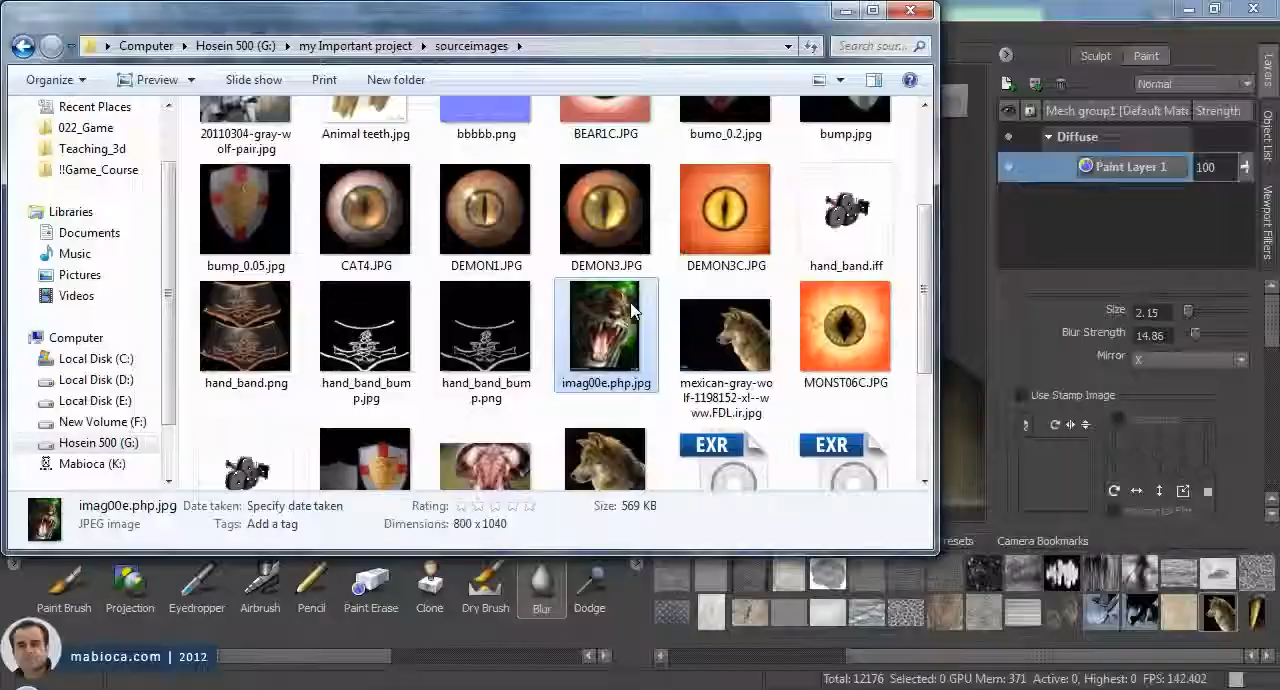 Computer
Hosein 500 (G:)
my Important project
sourceimages
Search sour...
Organize
Preview
Slide show
Print
New folder
Recent Places
022_Game
Teaching_3d
!!Game_Course
Libraries
Documents
Music
Pictures
Videos
Computer
Local Disk (C:)
Local Disk (D:)
Local Disk (E:)
New Volume (F:)
Hosein 500 (G:)
Mabioca (K:)
20110304-gray-w
olf-pair.jpg
Animal teeth.jpg
bbbbb.png
BEAR1C.JPG
bumo_0.2.jpg
bump.jpg
bump_0.05.jpg
CAT4.JPG
DEMON1.JPG
DEMON3.JPG
DEMON3C.JPG
hand_band.iff
hand_band.png
hand_band_bum
p.jpg
hand_band_bum
p.png
imag00e.php.jpg
mexican-gray-wo
lf-1198152-xl--w
ww.FDL.ir.jpg
MONST06C.JPG
EXR
EXR
imag00e.php.jpg
JPEG image
Date taken: Specify date taken
Tags: Add a tag
Rating:
Dimensions: 800 x 1040
Size: 569 KB
Sculpt
Paint
Normal
Mesh group1 [Default Mate
Strength
Diffuse
Paint Layer 1
100
Layers
Object List
Viewport Filters
Size 2.15
Blur Strength 14.86
Mirror X
Use Stamp Image
esets
Camera Bookmarks
Paint Brush
Projection
Eyedropper
Airbrush
Pencil
Paint Erase
Clone
Dry Brush
Blur
Dodge
mabioca.com | 2012
Total: 12176 Selected: 0 GPU Mem: 371 Active: 0, Highest: 0 FPS: 142.402